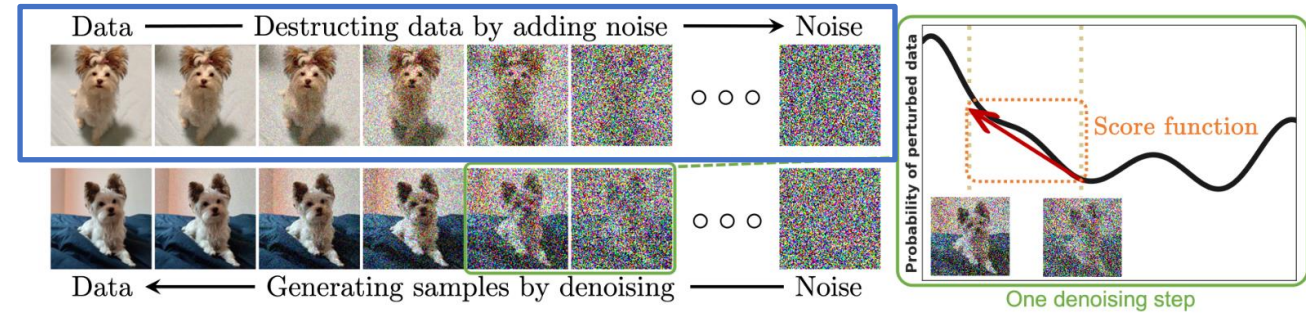 Data Destructing data by adding noise Noise
Data Generating samples by denoising Noise
Probability of perturbed data
Score function
One denoising step